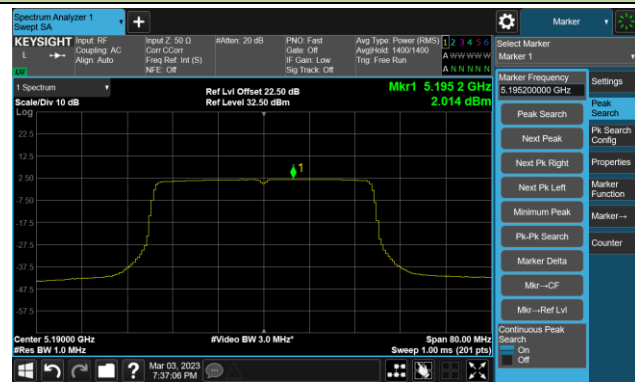 Spectrum Analyzer 1
Swept SA
KEYSIGHT
Input: RF
Coupling: AC
Align: Auto
Input Z: 50 Ω
Corr CCorr
Freq Ref: Int (S)
NFE: Off
#Atten: 20 dB
PNO: Fast
Gate: Off
IF Gain: Low
Sig Track: Off
Avg Type: Power (RMS)
Avg|Hold: 1400/1400
Trig: Free Run
1 2 3 4 5 6
A W W W W W
A N N N N N
L
LV
1 Spectrum
Scale/Div 10 dB
Log
Ref Lvl Offset 22.50 dB
Ref Level 32.50 dBm
Mkr1 5.195 2 GHz
2.014 dBm
22.5
12.5
2.50
-7.50
-17.5
-27.5
-37.5
-47.5
-57.5
1
Center 5.19000 GHz
#Res BW 1.0 MHz
#Video BW 3.0 MHz*
Span 80.00 MHz
Sweep 1.00 ms (201 pts)
Mar 03, 2023
7:37:06 PM
Marker
Select Marker
Marker 1
Marker Frequency
5.195200000 GHz
Peak Search
Next Peak
Next Pk Right
Next Pk Left
Minimum Peak
Pk-Pk Search
Marker Delta
Mkr→CF
Mkr→Ref Lvl
Continuous Peak
Search
On
Off
Settings
Peak
Search
Pk Search
Config
Properties
Marker
Function
Marker→
Counter